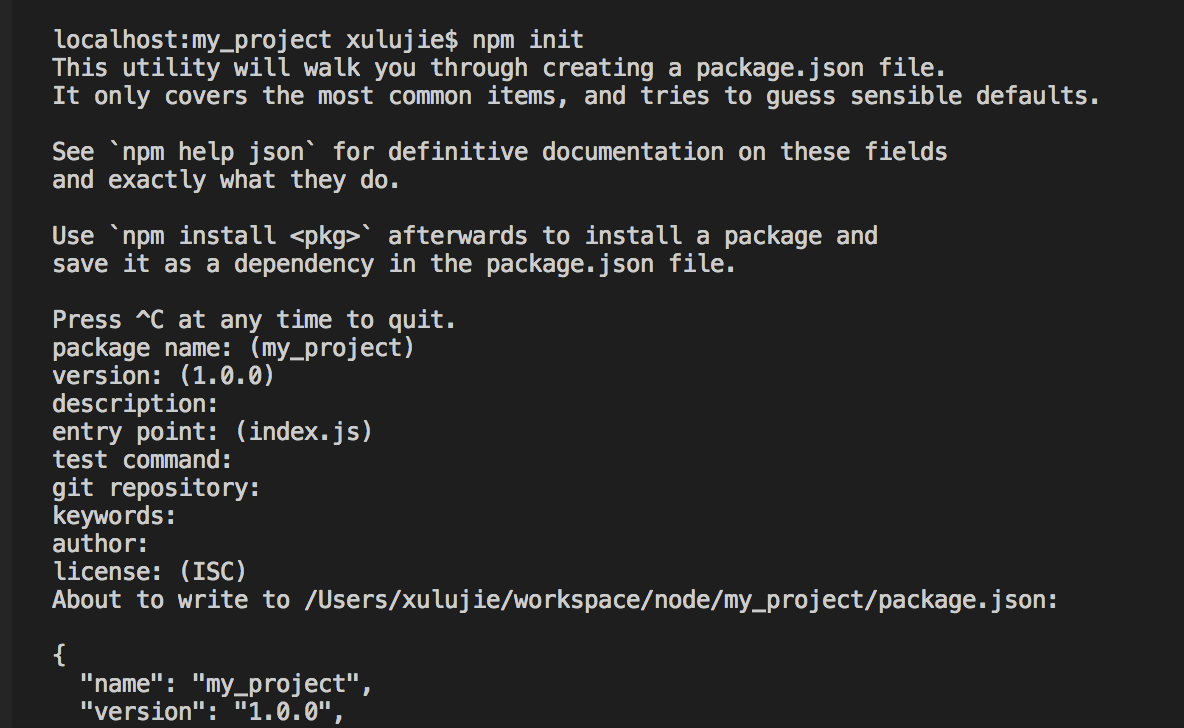 localhost:my_project xulujie$ npm init
This utility will walk you through creating a package.json file.
It only covers the most common items, and tries to guess sensible defaults.
See `npm help json` for definitive documentation on these fields
and exactly what they do.
Use `npm install <pkg>` afterwards to install a package and
save it as a dependency in the package.json file.
Press ^C at any time to quit.
package name: (my_project)
version: (1.0.0)
description:
entry point: (index.js)
test command:
git repository:
keywords:
author:
license: (ISC)
About to write to /Users/xulujie/workspace/node/my_project/package.json:
{
"name": "my_project",
"version": "1.0.0",